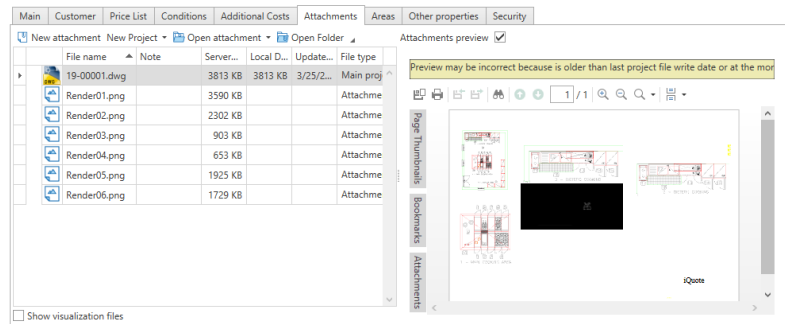 Main Customer Price List Conditions Additional Costs Attachments Areas Other properties Security
New attachment New Project Open attachment Open Folder Attachments preview
File name Note Server... Local D... Update... File type
19-00001.dwg 3813 KB 3813 KB 3/25/2... Main proj
Render01.png 3590 KB Attachme
Render02.png 2302 KB Attachme
Render03.png 903 KB Attachme
Render04.png 653 KB Attachme
Render05.png 1925 KB Attachme
Render06.png 1729 KB Attachme
Show visualization files
Preview may be incorrect because is older than last project file write date or at the mor
1 / 1
Page Thumbnails
Bookmarks
Attachments
iQuote